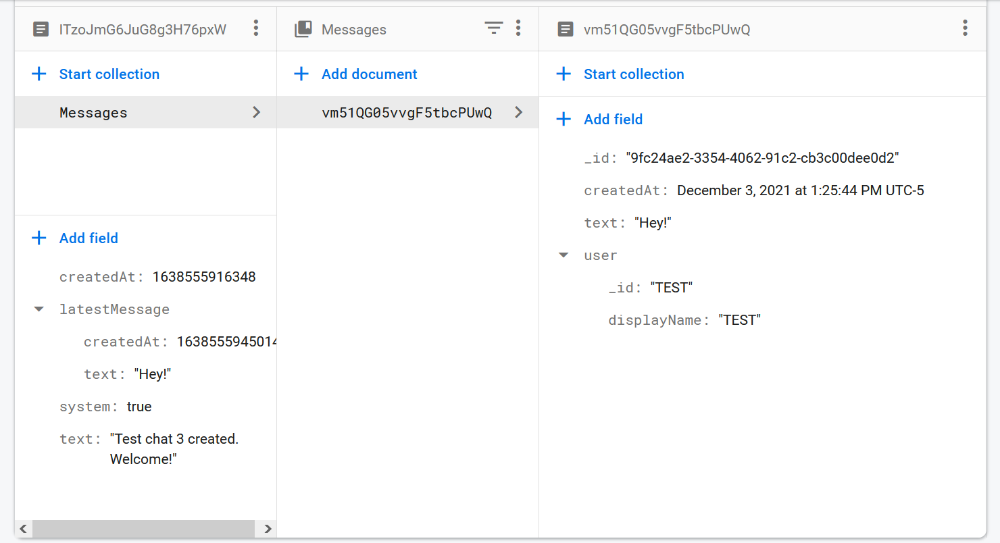 ITzoJmG6JuG8g3H76pxW
Start collection
Messages
Add field
createdAt: 1638555916348
latestMessage
createdAt: 1638555945014
text: "Hey!"
system: true
text: "Test chat 3 created.
Welcome!"
Messages
Add document
vm51QG05vvgF5tbcPUwQ
vm51QG05vvgF5tbcPUwQ
Start collection
Add field
_id: "9fc24ae2-3354-4062-91c2-cb3c00dee0d2"
createdAt: December 3, 2021 at 1:25:44 PM UTC-5
text: "Hey!"
user
_id: "TEST"
displayName: "TEST"